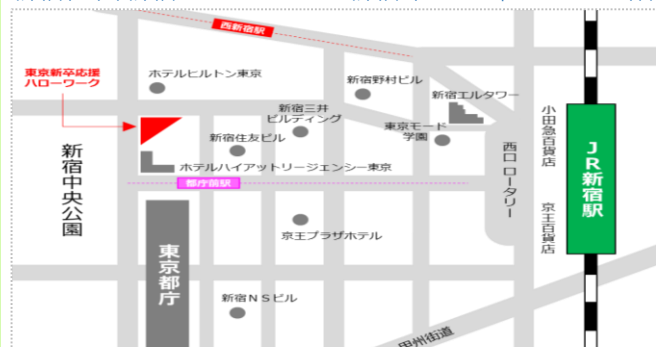 西新宿駅
東京新卒応援
ハローワーク
ホテルヒルトン東京
新宿野村ビル
新宿エルタワー
新宿三井
ビルディング
東京モード
学園
新宿住友ビル
ホテルハイアットリージェンシー東京
都庁前駅
新宿中央公園
西口 ロータリー
小田急百貨店
京王百貨店
JR新宿駅
京王プラザホテル
東京都庁
新宿NSビル
甲州街道